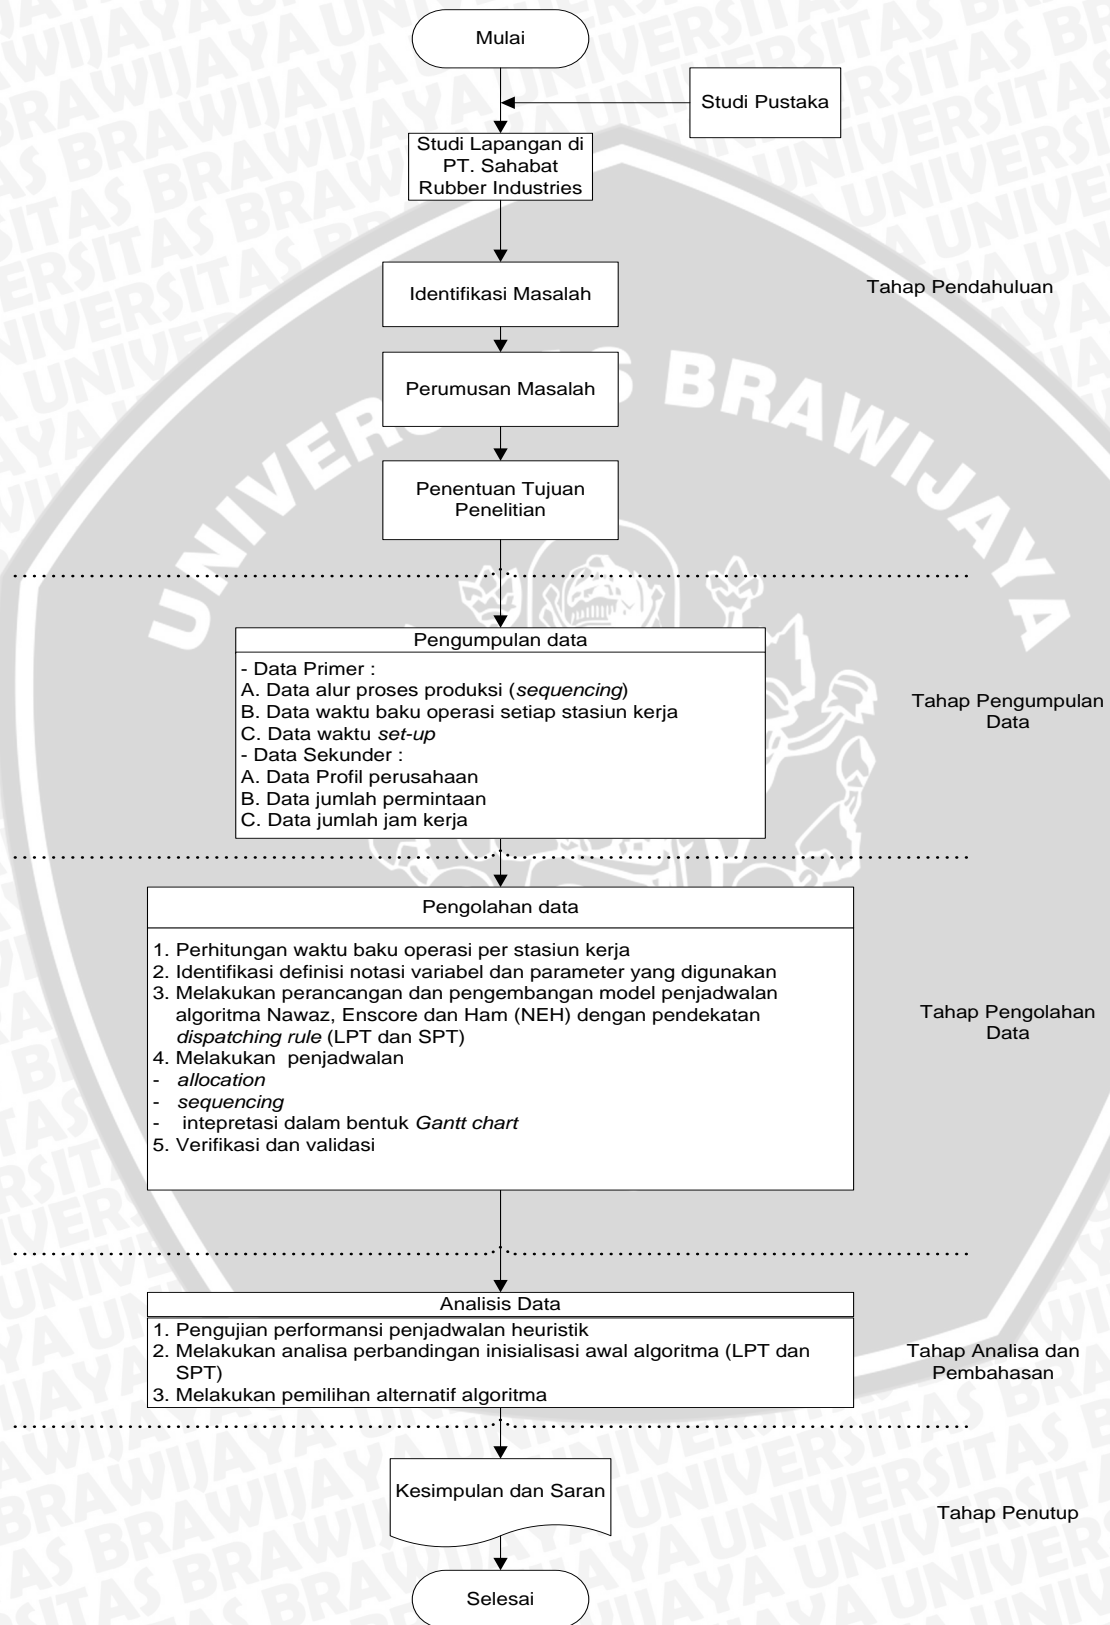 Mulai
Studi Pustaka
Studi Lapangan di
PT. Sahabat
Rubber Industries
Identifikasi Masalah
Tahap Pendahuluan
Perumusan Masalah
Penentuan Tujuan
Penelitian
UNIVERSITAS BRAWIJAYA
Pengumpulan data
- Data Primer :
A. Data alur proses produksi (sequencing)
B. Data waktu baku operasi setiap stasiun kerja
C. Data waktu set-up
- Data Sekunder :
A. Data Profil perusahaan
B. Data jumlah permintaan
C. Data jumlah jam kerja
Tahap Pengumpulan
Data
Pengolahan data
1. Perhitungan waktu baku operasi per stasiun kerja
2. Identifikasi definisi notasi variabel dan parameter yang digunakan
3. Melakukan perancangan dan pengembangan model penjadwalan
algoritma Nawaz, Enscore dan Ham (NEH) dengan pendekatan
dispatching rule (LPT dan SPT)
4. Melakukan penjadwalan
- allocation
- sequencing
- intepretasi dalam bentuk Gantt chart
5. Verifikasi dan validasi
Tahap Pengolahan
Data
Analisis Data
1. Pengujian performansi penjadwalan heuristik
2. Melakukan analisa perbandingan inisialisasi awal algoritma (LPT dan
SPT)
3. Melakukan pemilihan alternatif algoritma
Tahap Analisa dan
Pembahasan
Kesimpulan dan Saran
Tahap Penutup
Selesai